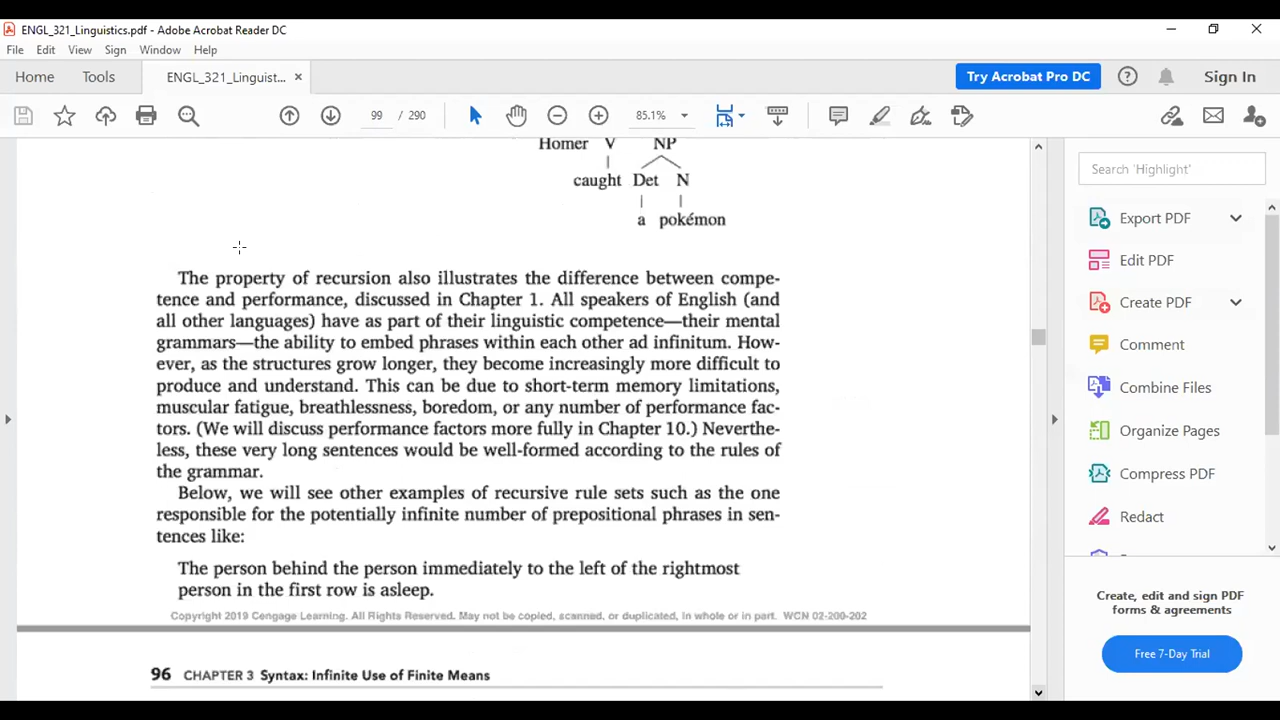 ENGL_321_Linguistics.pdf - Adobe Acrobat Reader DC
File Edit View Sign Window Help
Home Tools ENGL_321_Linguist... × Try Acrobat Pro DC ? Sign In
99 / 290 85.1%
Homer V NP
caught Det N
a pokémon
The property of recursion also illustrates the difference between compe-
tence and performance, discussed in Chapter 1. All speakers of English (and
all other languages) have as part of their linguistic competence—their mental
grammars—the ability to embed phrases within each other ad infinitum. How-
ever, as the structures grow longer, they become increasingly more difficult to
produce and understand. This can be due to short-term memory limitations,
muscular fatigue, breathlessness, boredom, or any number of performance fac-
tors. (We will discuss performance factors more fully in Chapter 10.) Neverthe-
less, these very long sentences would be well-formed according to the rules of
the grammar.
Below, we will see other examples of recursive rule sets such as the one
responsible for the potentially infinite number of prepositional phrases in sen-
tences like:
The person behind the person immediately to the left of the rightmost
person in the first row is asleep.
Copyright 2019 Cengage Learning. All Rights Reserved. May not be copied, scanned, or duplicated, in whole or in part. WCN 02-200-202
96 CHAPTER 3 Syntax: Infinite Use of Finite Means
Search 'Highlight'
Export PDF
Edit PDF
Create PDF
Comment
Combine Files
Organize Pages
Compress PDF
Redact
Create, edit and sign PDF
forms & agreements
Free 7-Day Trial